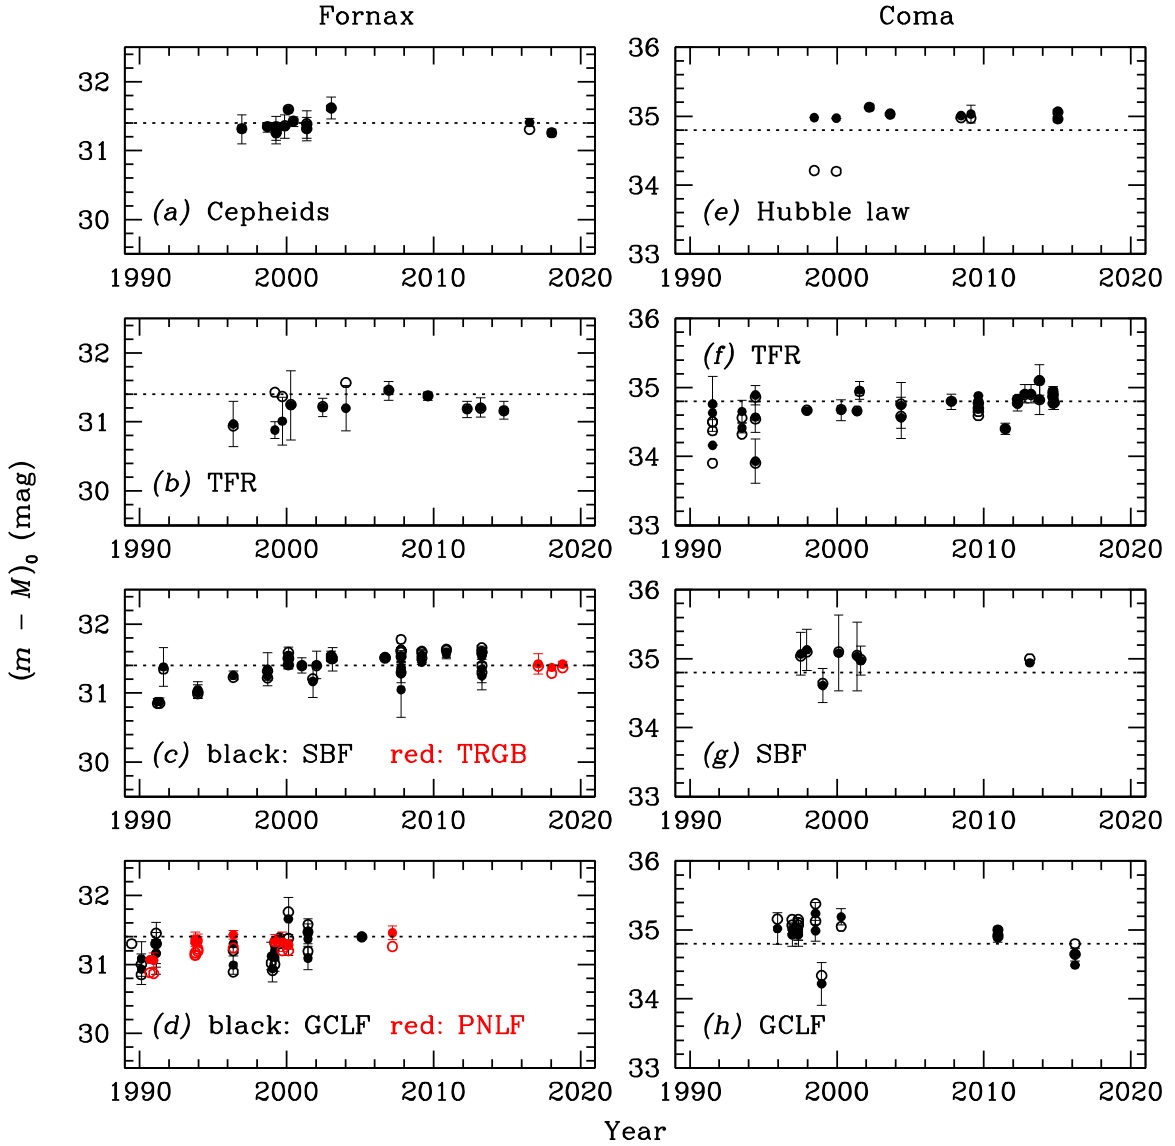 Fornax
Coma
32
31
30
(a) Cepheids
1990 2000 2010 2020
36
35
34
33
(e) Hubble law
1990 2000 2010 2020
32
31
30
(b) TFR
1990 2000 2010 2020
36
35
34
33
(f) TFR
1990 2000 2010 2020
32
31
30
(c) black: SBF red: TRGB
1990 2000 2010 2020
36
35
34
33
(g) SBF
1990 2000 2010 2020
32
31
30
(d) black: GCLF red: PNLF
1990 2000 2010 2020
36
35
34
33
(h) GCLF
1990 2000 2010 2020
(m − M)₀ (mag)
Year